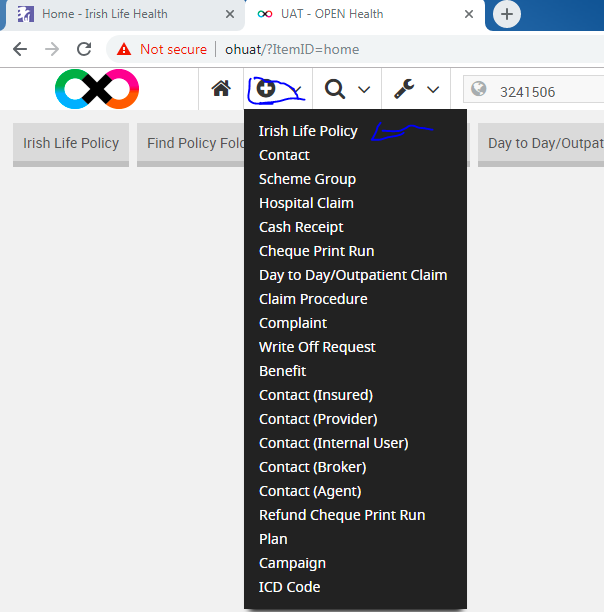 Home - Irish Life Health
UAT - OPEN Health
Not secure | ohuat/?ItemID=home
3241506
Irish Life Policy
Find Policy Fol
Day to Day/Outpat
Irish Life Policy
Contact
Scheme Group
Hospital Claim
Cash Receipt
Cheque Print Run
Day to Day/Outpatient Claim
Claim Procedure
Complaint
Write Off Request
Benefit
Contact (Insured)
Contact (Provider)
Contact (Internal User)
Contact (Broker)
Contact (Agent)
Refund Cheque Print Run
Plan
Campaign
ICD Code